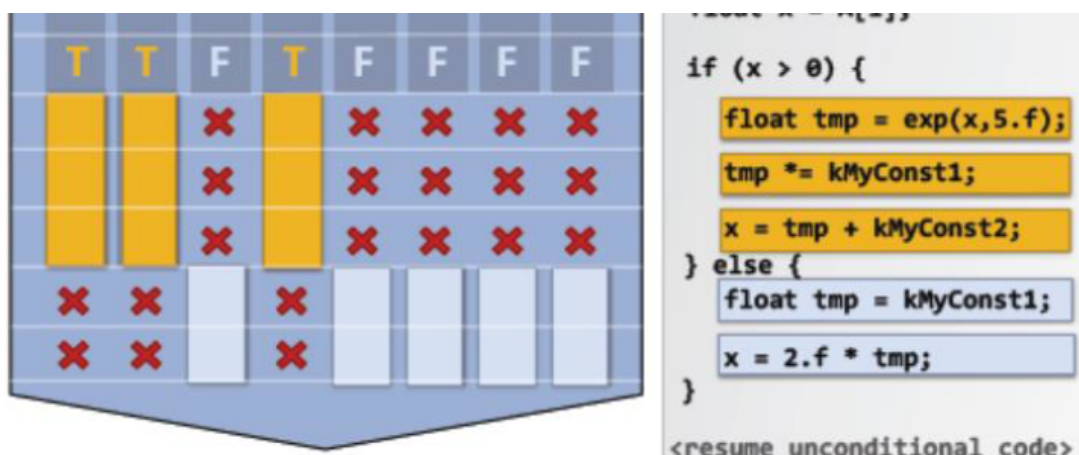 T T F T F F F F
if (x > 0) {
float tmp = exp(x,5.f);
tmp *= kMyConst1;
x = tmp + kMyConst2;
} else {
float tmp = kMyConst1;
x = 2.f * tmp;
}
<resume unconditional code>